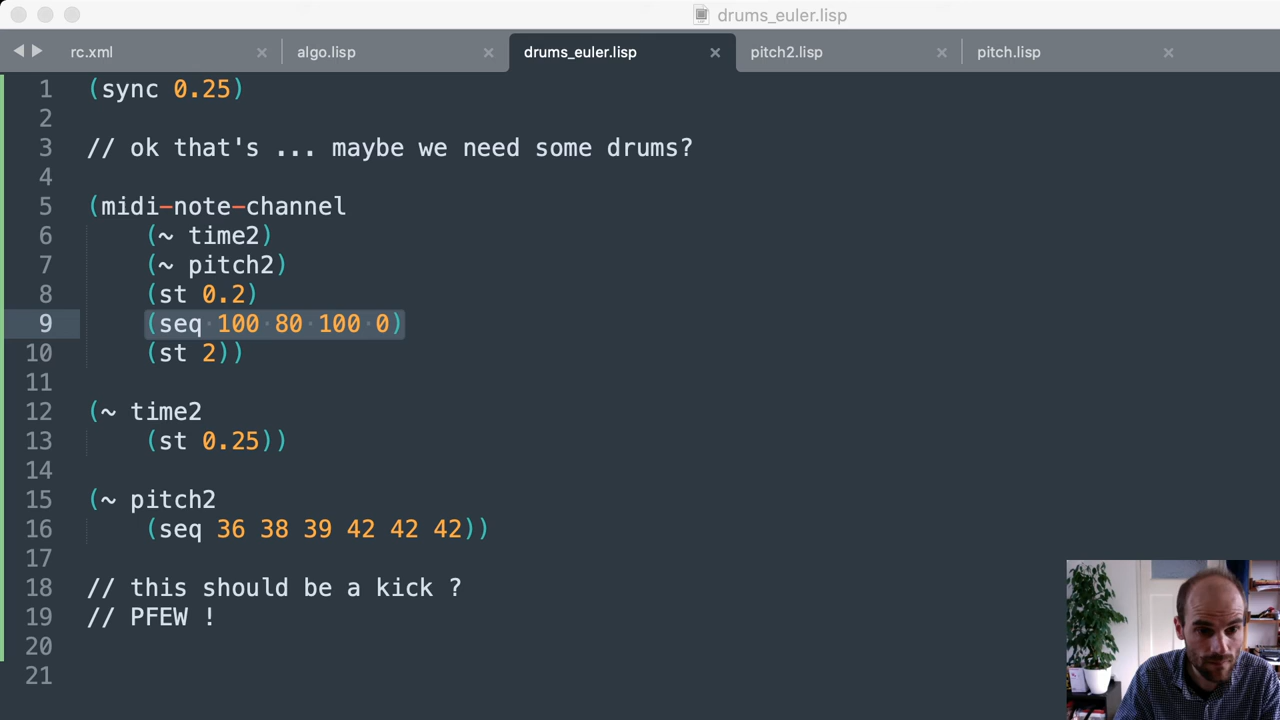 drums_euler.lisp
rc.xml × algo.lisp × drums_euler.lisp × pitch2.lisp × pitch.lisp ×
1 (sync 0.25)
2
3 // ok that's ... maybe we need some drums?
4
5 (midi-note-channel
6 (~ time2)
7 (~ pitch2)
8 (st 0.2)
9 (seq 100 80 100 0)
10 (st 2))
11
12 (~ time2
13 (st 0.25))
14
15 (~ pitch2
16 (seq 36 38 39 42 42 42))
17
18 // this should be a kick ?
19 // PFEW !
20
21